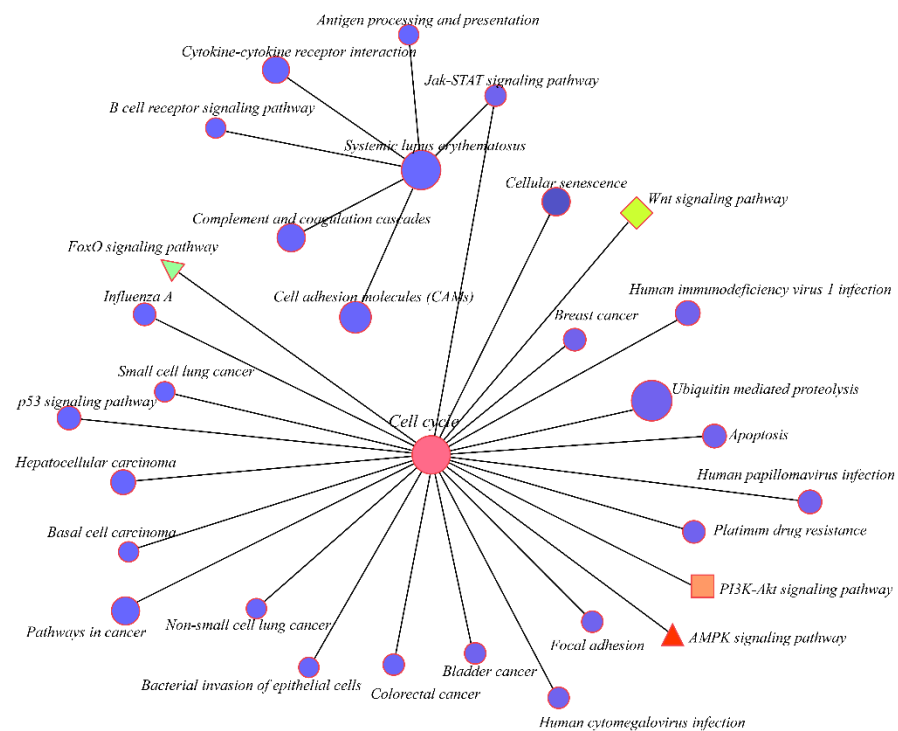 Antigen processing and presentation
Cytokine-cytokine receptor interaction
Jak-STAT signaling pathway
B cell receptor signaling pathway
Systemic lupus erythematosus
Cellular senescence
Wnt signaling pathway
Complement and coagulation cascades
FoxO signaling pathway
Human immunodeficiency virus 1 infection
Influenza A
Cell adhesion molecules (CAMs)
Breast cancer
Small cell lung cancer
Ubiquitin mediated proteolysis
p53 signaling pathway
Cell cycle
Apoptosis
Hepatocellular carcinoma
Human papillomavirus infection
Basal cell carcinoma
Platinum drug resistance
PI3K-Akt signaling pathway
Pathways in cancer
Non-small cell lung cancer
Focal adhesion
AMPK signaling pathway
Bladder cancer
Bacterial invasion of epithelial cells
Colorectal cancer
Human cytomegalovirus infection